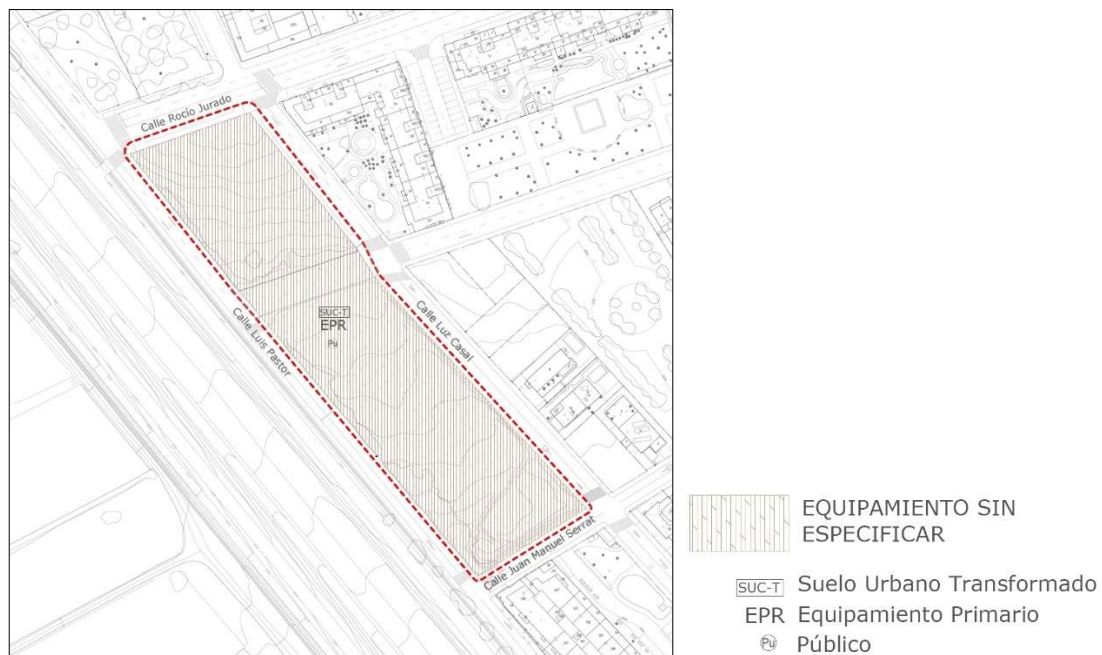 Calle Rocío Jurado
SUC-T
EPR
Pu
Calle Luz Casal
Calle Luis Pastor
Calle Juan Manuel Serrat
EQUIPAMIENTO SIN
ESPECIFICAR
SUC-T Suelo Urbano Transformado
EPR Equipamiento Primario
Pu Público